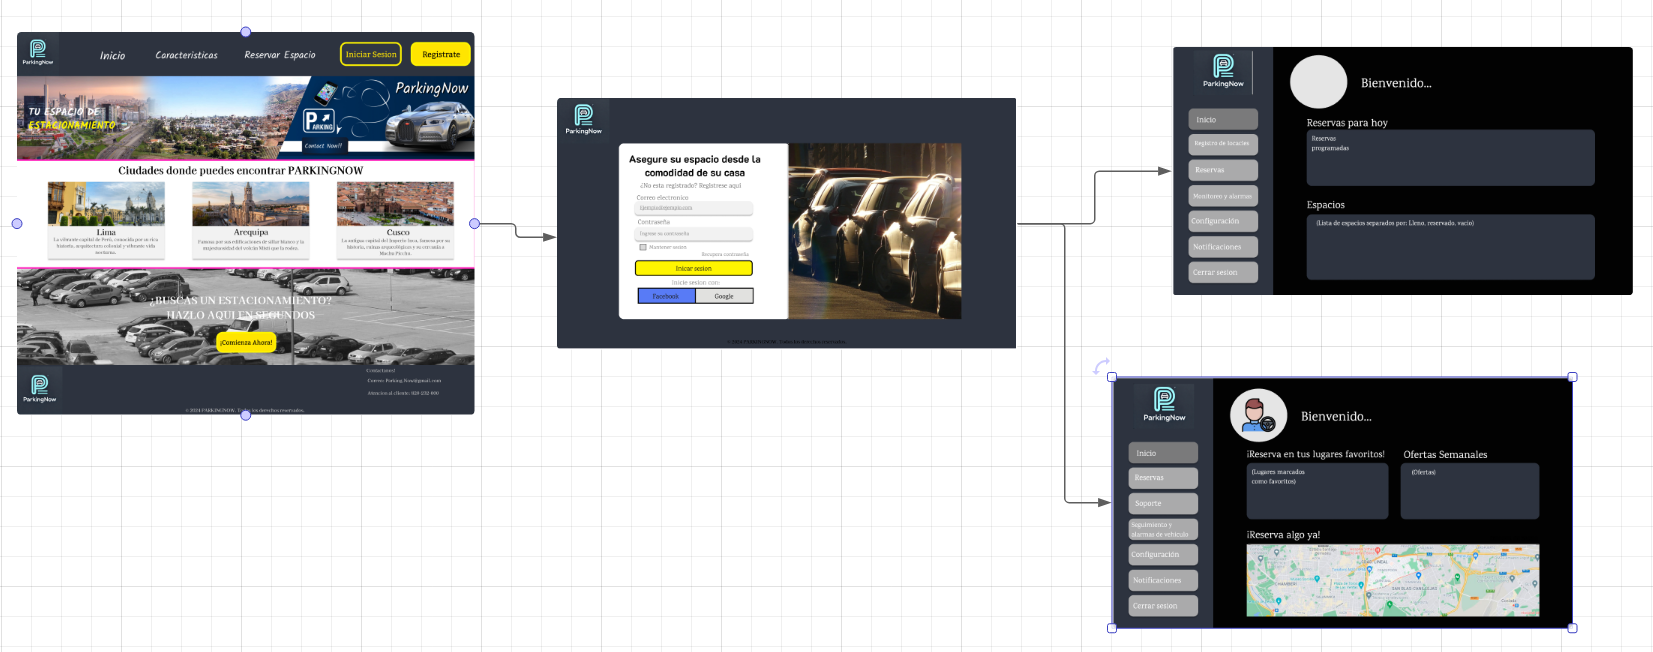 ParkingNow
Inicio
Caracteristicas
Reservar Espacio
Iniciar Sesion
Registrate
TU ESPACIO DE
ESTACIONAMIENTO
ParkingNow
P
PARKING
Contact Now!!
Ciudades donde puedes encontrar PARKINGNOW
Lima
La vibrante capital de Perú, conocida por su rica
historia, arquitectura colonial y vibrante vida
nocturna.
Arequipa
Famosa por sus edificaciones de sillar blanco y la
majestuosidad del volcán Misti que la rodea.
Cusco
La antigua capital del Imperio Inca, famosa por su
historia, ruinas arqueológicas y su cercanía a
Machu Picchu.
¿BUSCAS UN ESTACIONAMIENTO?
HAZLO AQUI EN SEGUNDOS
¡Comienza Ahora!
ParkingNow
Contactanos!
Correo: Parking.Now@gmail.com
Atencion al cliente:
© 2024 PARKINGNOW. Todos los derechos reservados.
ParkingNow
Asegure su espacio desde la
comodidad de su casa
¿No esta registrado? Registrese aqui
Correo electronico
Contraseña
Ingrese su contraseña
Mantener sesion
Recupera contraseña
Iniciar sesion
Inicie sesion con:
Facebook
Google
© 2024 PARKINGNOW. Todos los derechos reservados.
ParkingNow
Inicio
Registro de locacies
Reservas
Monitoreo y alarmas
Configuración
Notificaciones
Cerrar sesion
Bienvenido...
Reservas para hoy
Reservas
programadas
Espacios
(Lista de espacios separados por: Lleno, reservado, vacio)
ParkingNow
Inicio
Reservas
Soporte
Seguimiento y
alarmas de vehiculo
Configuración
Notificaciones
Cerrar sesion
Bienvenido...
¡Reserva en tus lugares favoritos!
(Lugares marcados
como favoritos)
Ofertas Semanales
(Ofertas)
¡Reserva algo ya!